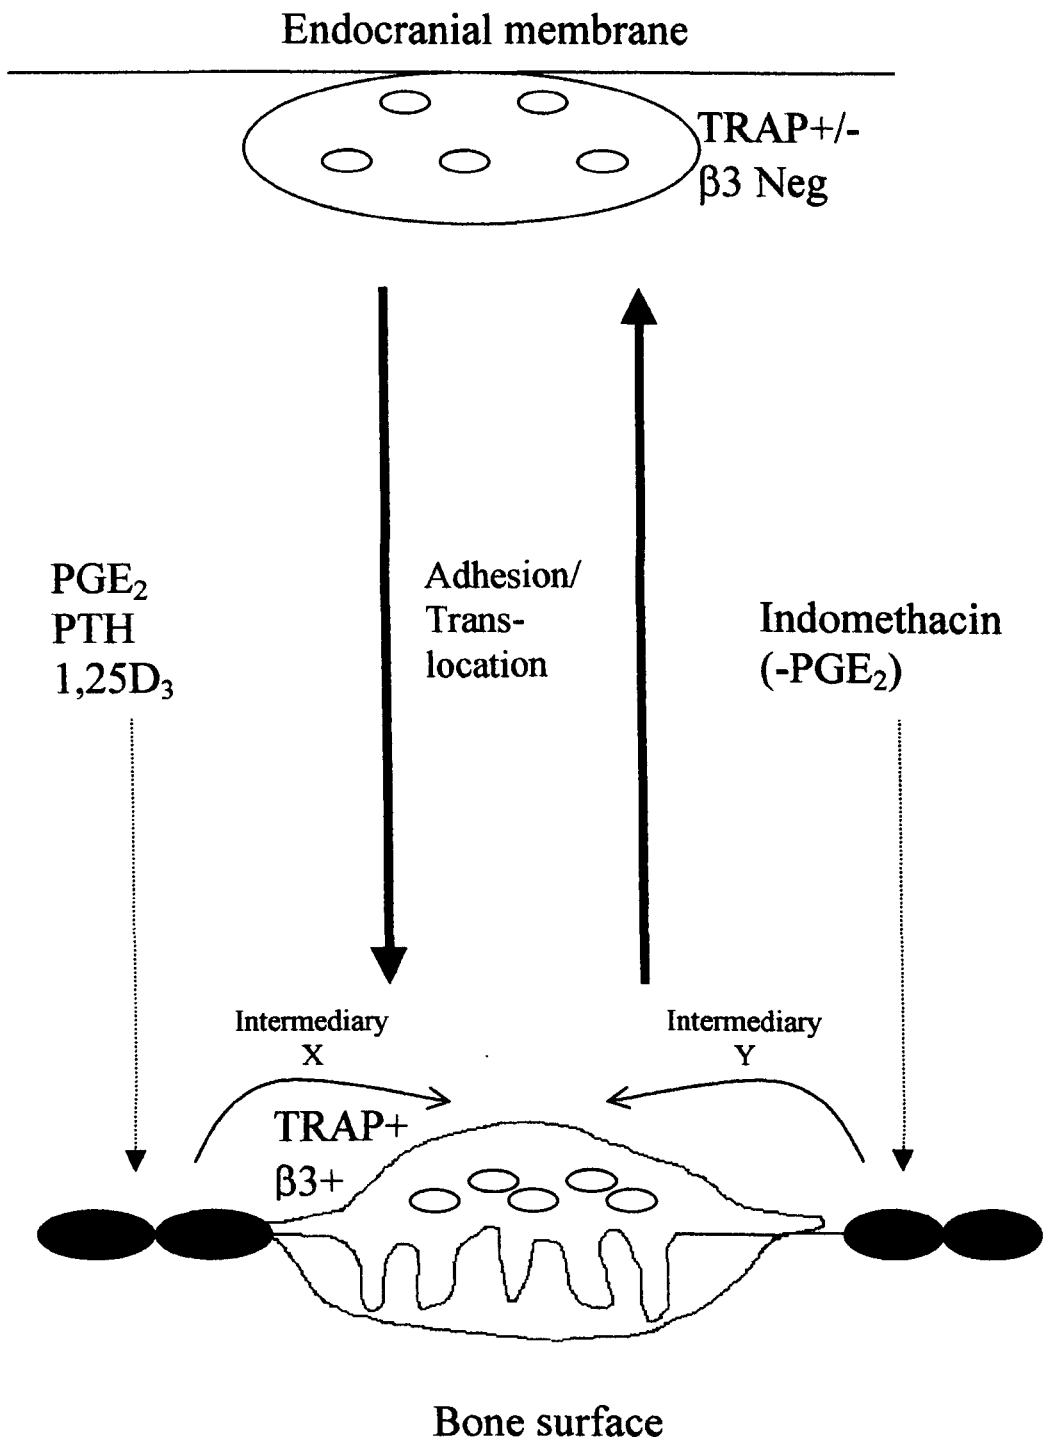 Endocranial membrane
TRAP+/-
β3 Neg
PGE₂
PTH
1,25D₃
Adhesion/
Trans-
location
Indomethacin
(-PGE₂)
Intermediary
X
Intermediary
Y
TRAP+
β3+
Bone surface